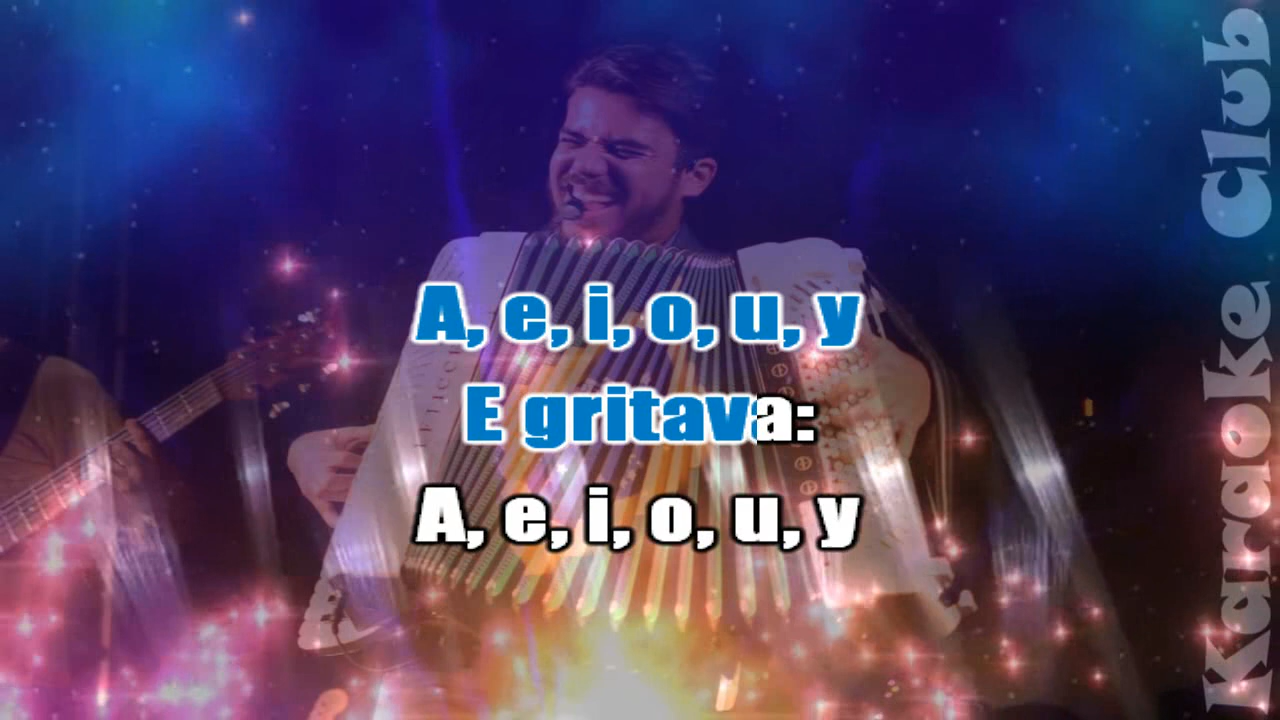 A, e, i, o, u, y
E gritava:
A, e, i, o, u, y
Karaoke Club